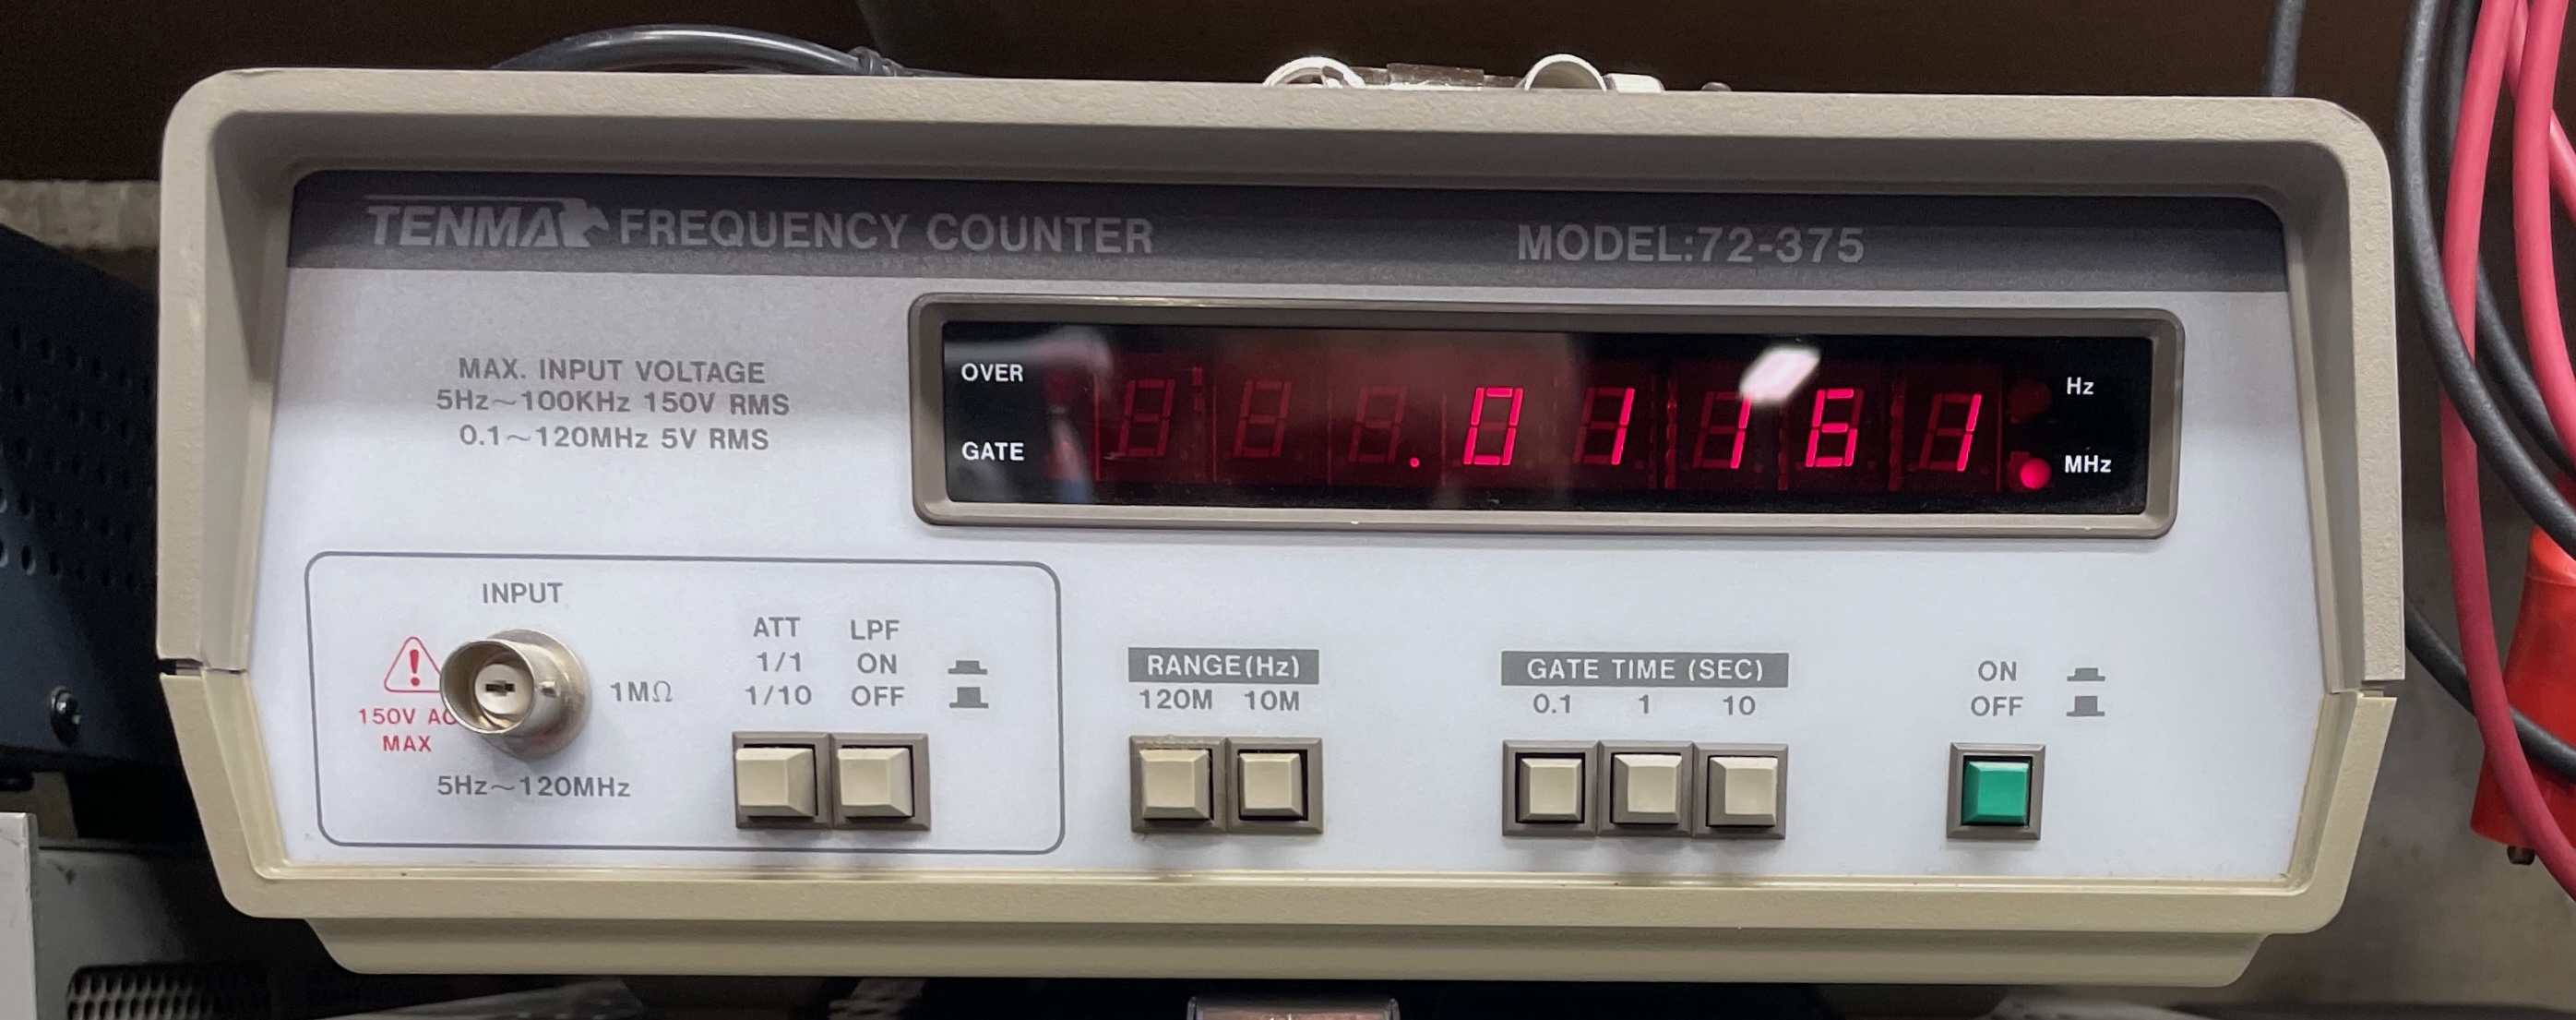 TENMA FREQUENCY COUNTER
MODEL:72-375
MAX. INPUT VOLTAGE
5Hz~100KHz 150V RMS
0.1~120MHz 5V RMS
OVER
GATE
.01161
Hz
MHz
INPUT
150V AC
MAX
1MΩ
5Hz~120MHz
ATT LPF
1/1 ON
1/10 OFF
RANGE(Hz)
120M 10M
GATE TIME (SEC)
0.1 1 10
ON
OFF